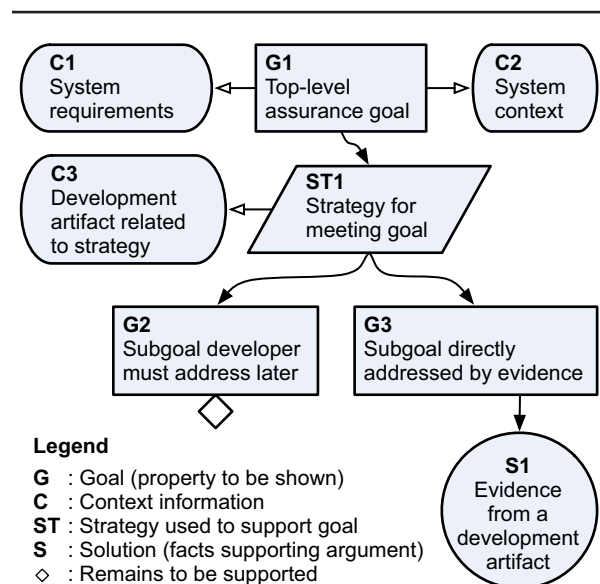 C1
System
requirements
G1
Top-level
assurance goal
C2
System
context
C3
Development
artifact related
to strategy
ST1
Strategy for
meeting goal
G2
Subgoal developer
must address later
G3
Subgoal directly
addressed by evidence
Legend
G : Goal (property to be shown)
C : Context information
ST : Strategy used to support goal
S : Solution (facts supporting argument)
◇ : Remains to be supported
S1
Evidence
from a
development
artifact